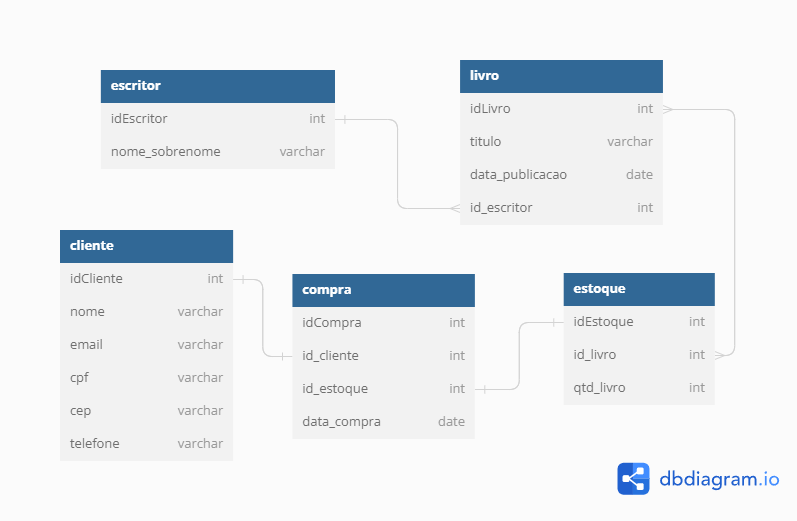 escritor
idEscritor int
nome_sobrenome varchar
livro
idLivro int
titulo varchar
data_publicacao date
id_escritor int
cliente
idCliente int
nome varchar
email varchar
cpf varchar
cep varchar
telefone varchar
compra
idCompra int
id_cliente int
id_estoque int
data_compra date
estoque
idEstoque int
id_livro int
qtd_livro int
dbdiagram.io